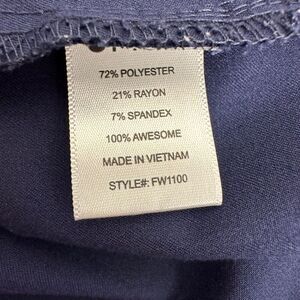 72% POLYESTER
21% RAYON
7% SPANDEX
100% AWESOME
MADE IN VIETNAM
STYLE#: FW1100